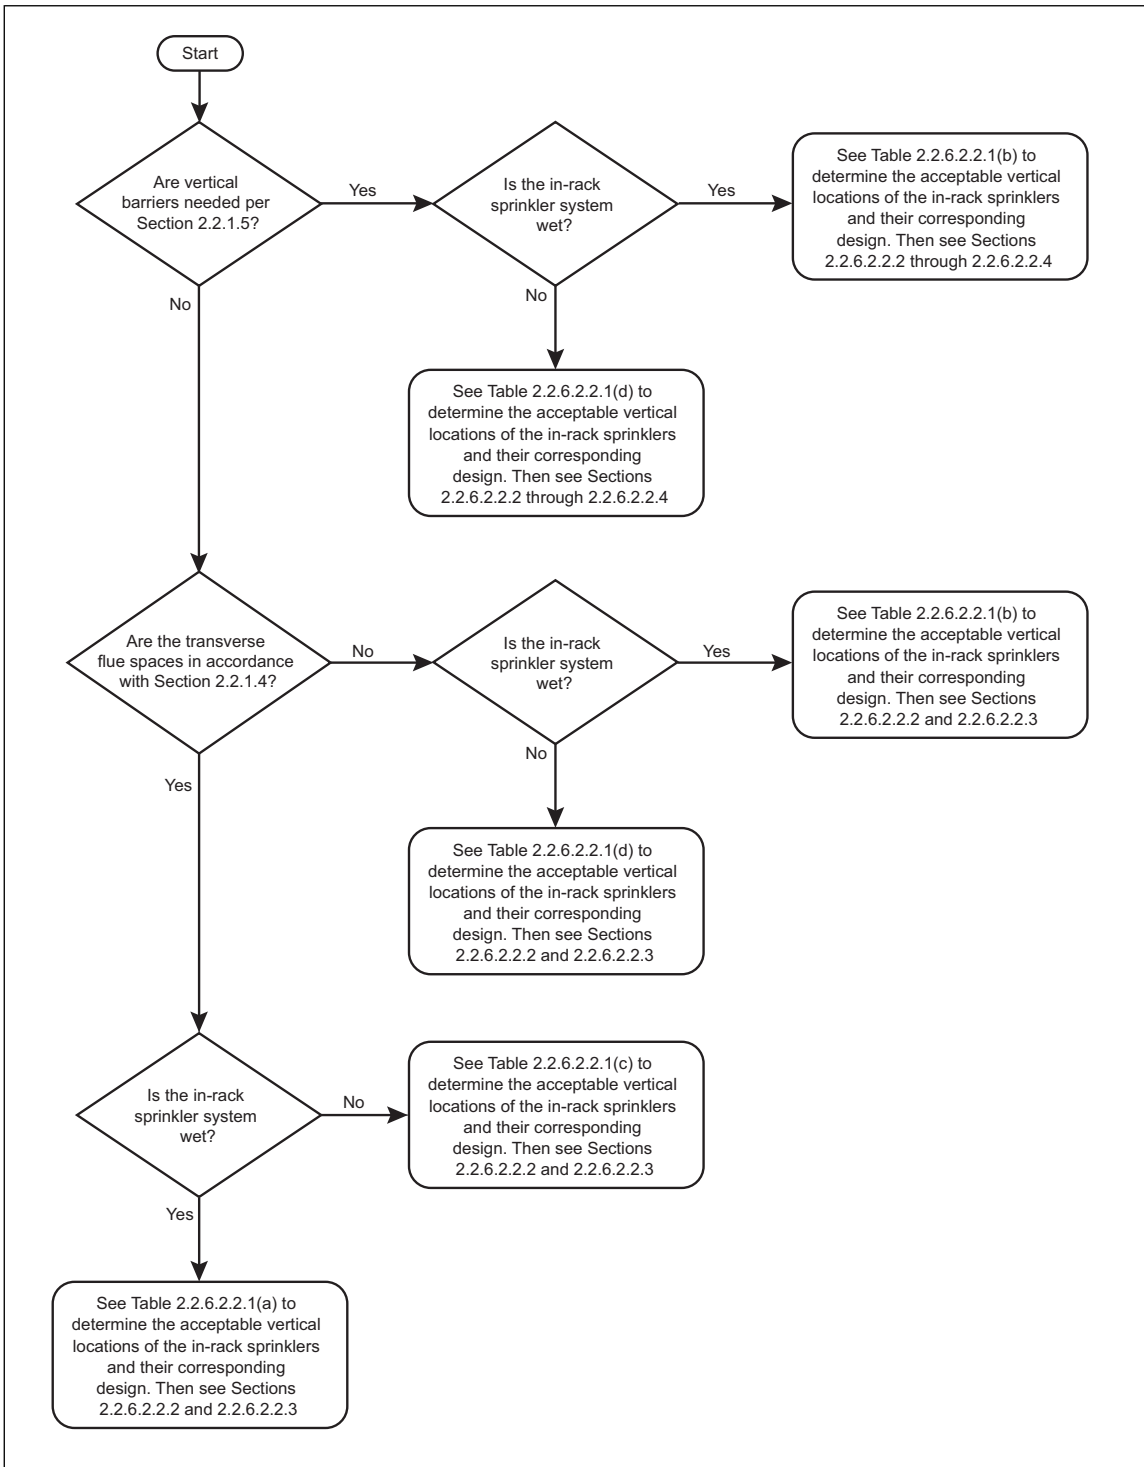 Start
Are vertical
barriers needed per
Section 2.2.1.5?
Yes
Is the in-rack
sprinkler system
wet?
Yes
See Table 2.2.6.2.2.1(b) to
determine the acceptable vertical
locations of the in-rack sprinklers
and their corresponding
design. Then see Sections
2.2.6.2.2.2 through 2.2.6.2.2.4
No
No
See Table 2.2.6.2.2.1(d) to
determine the acceptable vertical
locations of the in-rack sprinklers
and their corresponding
design. Then see Sections
2.2.6.2.2.2 through 2.2.6.2.2.4
Are the transverse
flue spaces in accordance
with Section 2.2.1.4?
No
Is the in-rack
sprinkler system
wet?
Yes
See Table 2.2.6.2.2.1(b) to
determine the acceptable vertical
locations of the in-rack sprinklers
and their corresponding
design. Then see Sections
2.2.6.2.2.2 and 2.2.6.2.2.3
No
Yes
See Table 2.2.6.2.2.1(d) to
determine the acceptable vertical
locations of the in-rack sprinklers
and their corresponding
design. Then see Sections
2.2.6.2.2.2 and 2.2.6.2.2.3
Is the in-rack
sprinkler system
wet?
No
See Table 2.2.6.2.2.1(c) to
determine the acceptable vertical
locations of the in-rack sprinklers
and their corresponding
design. Then see Sections
2.2.6.2.2.2 and 2.2.6.2.2.3
Yes
See Table 2.2.6.2.2.1(a) to
determine the acceptable vertical
locations of the in-rack sprinklers
and their corresponding
design. Then see Sections
2.2.6.2.2.2 and 2.2.6.2.2.3